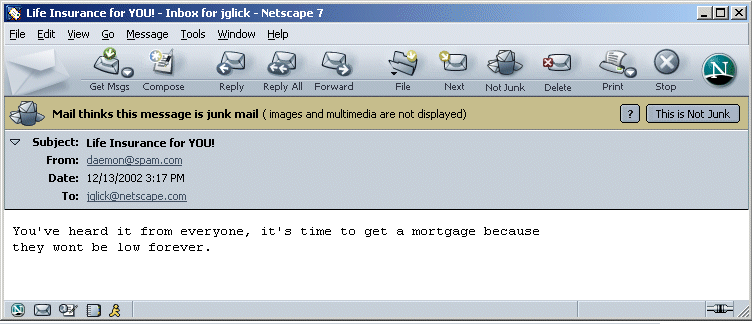 Life Insurance for YOU! - Inbox for jglick - Netscape 7
File Edit View Go Message Tools Window Help
Get Msgs Compose Reply Reply All Forward File Next Not Junk Delete Print Stop
N
Mail thinks this message is junk mail ( images and multimedia are not displayed) ? This is Not Junk
Subject: Life Insurance for YOU!
From: daemon@spam.com
Date: 12/13/2002 3:17 PM
To: jglick@netscape.com
You've heard it from everyone, it's time to get a mortgage because
they wont be low forever.